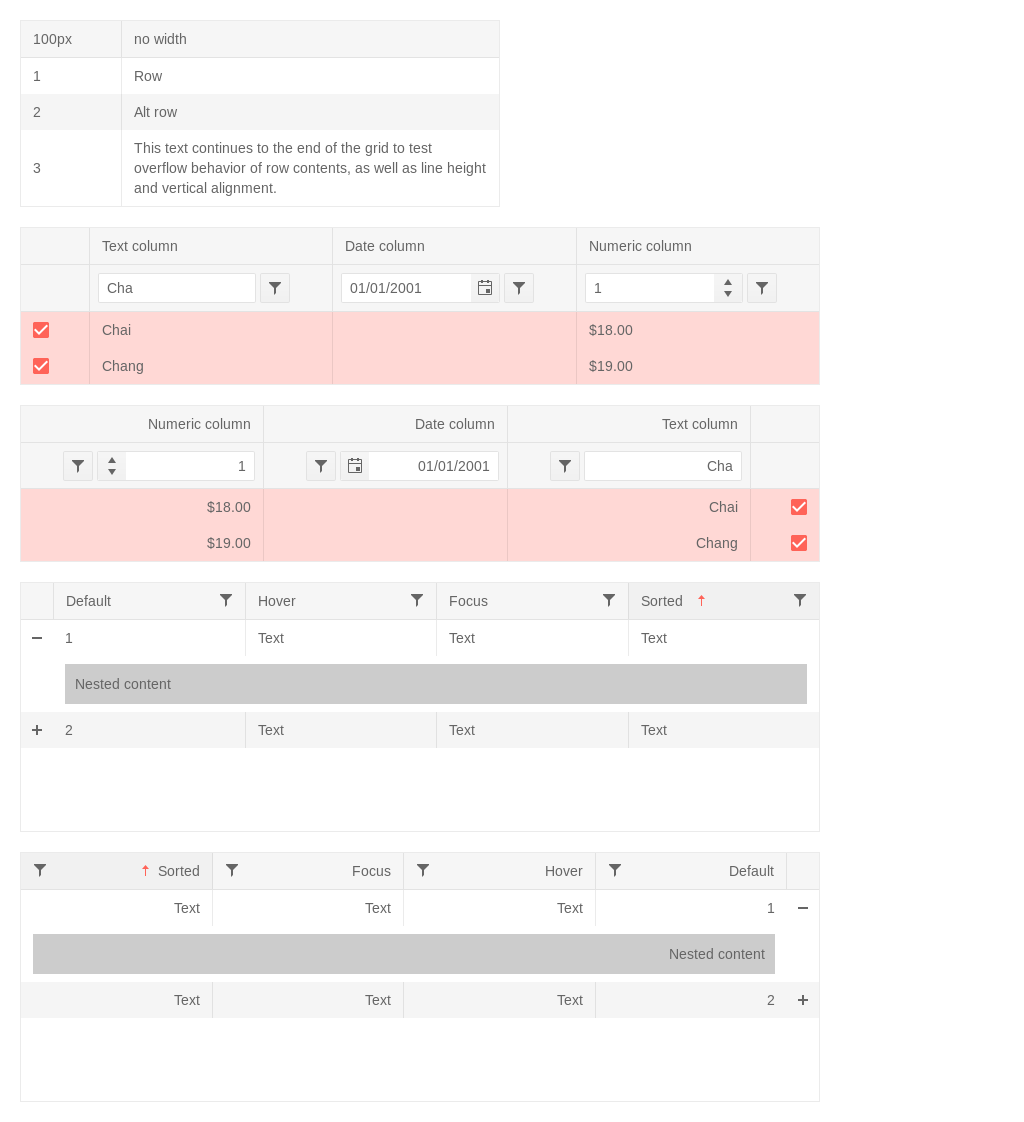 100px no width
1 Row
2 Alt row
This text continues to the end of the grid to test
3 overflow behavior of row contents, as well as line height
and vertical alignment.
Text column Date column Numeric column
Cha 01/01/2001 1
Chai $18.00
Chang $19.00
Numeric column Date column Text column
1 01/01/2001 Cha
$18.00 Chai
$19.00 Chang
Default Hover Focus Sorted
1 Text Text Text
Nested content
2 Text Text Text
Sorted Focus Hover Default
Text Text Text 1
Nested content
Text Text Text 2